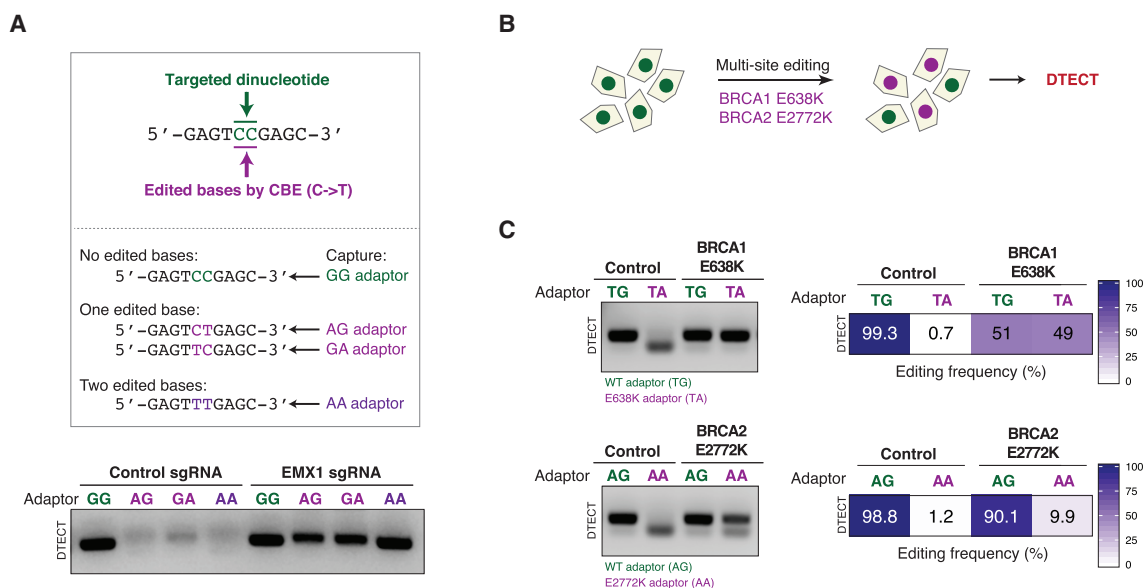 A
Targeted dinucleotide
5’-GAGTCCGAGC-3’
Edited bases by CBE (C->T)
No edited bases: Capture:
5’-GAGTCCGAGC-3’ GG adaptor
One edited base:
5’-GAGTCTGAGC-3’ AG adaptor
5’-GAGTTCGAGC-3’ GA adaptor
Two edited bases:
5’-GAGTTTGAGC-3’ AA adaptor
Control sgRNA EMX1 sgRNA
Adaptor GG AG GA AA GG AG GA AA
DTECT
B
Multi-site editing
BRCA1 E638K
BRCA2 E2772K
DTECT
C
Control BRCA1 E638K
Adaptor TG TA TG TA
DTECT
WT adaptor (TG)
E638K adaptor (TA)
Control BRCA1 E638K
Adaptor TG TA TG TA
DTECT 99.3 0.7 51 49
Editing frequency (%)
100
75
50
25
0
Control BRCA2 E2772K
Adaptor AG AA AG AA
DTECT
WT adaptor (AG)
E2772K adaptor (AA)
Control BRCA2 E2772K
Adaptor AG AA AG AA
DTECT 98.8 1.2 90.1 9.9
Editing frequency (%)
100
75
50
25
0